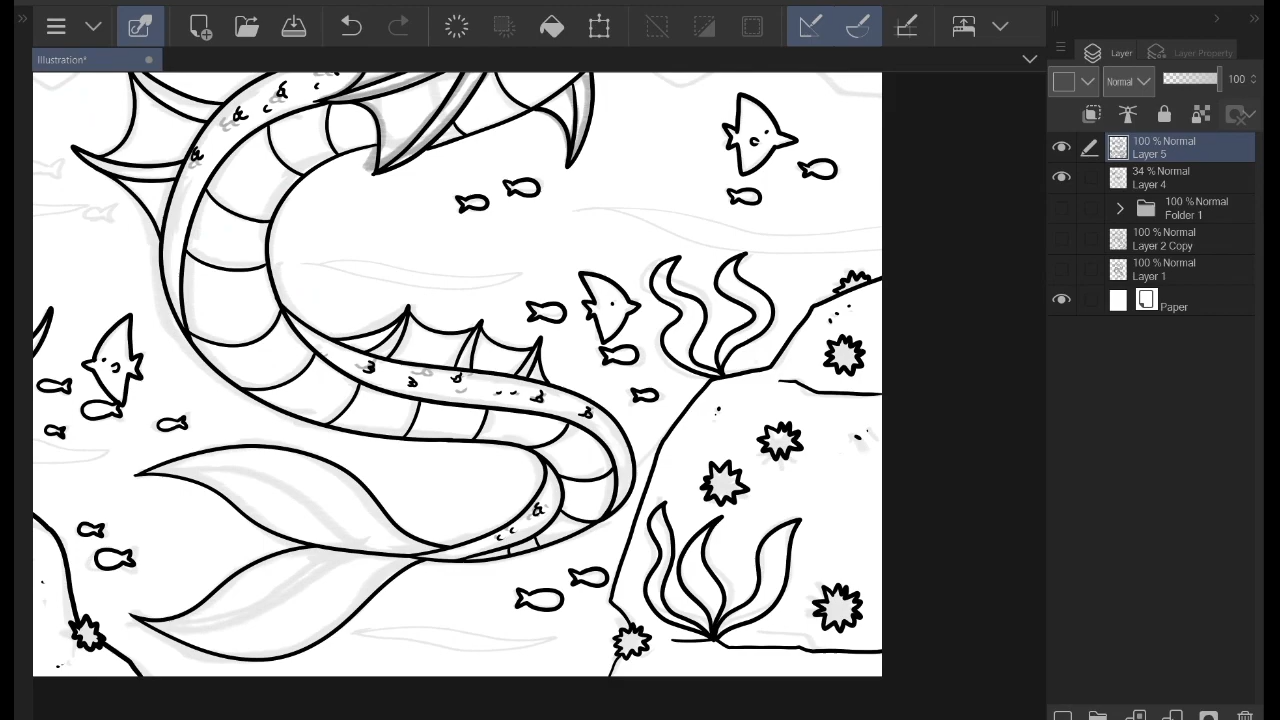 Illustration*
Layer
Layer Property
Normal
100
100 % Normal
Layer 5
34 % Normal
Layer 4
100 % Normal
Folder 1
100 % Normal
Layer 2 Copy
100 % Normal
Layer 1
Paper